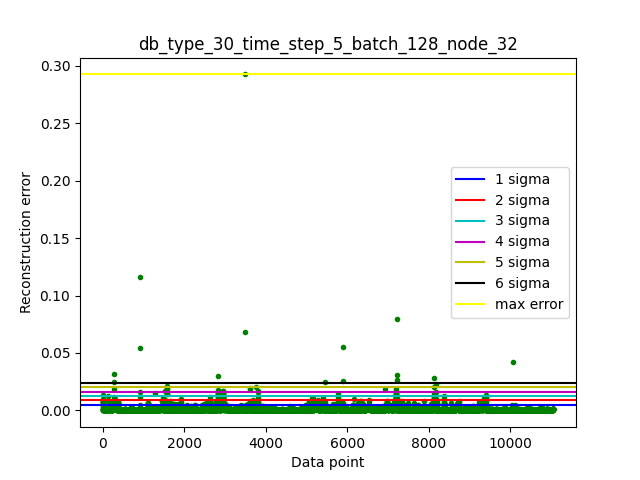 db_type_30_time_step_5_batch_128_node_32
0.30
0.25
0.20
0.15
0.10
0.05
0.00
Reconstruction error
1 sigma
2 sigma
3 sigma
4 sigma
5 sigma
6 sigma
max error
0 2000 4000 6000 8000 10000
Data point